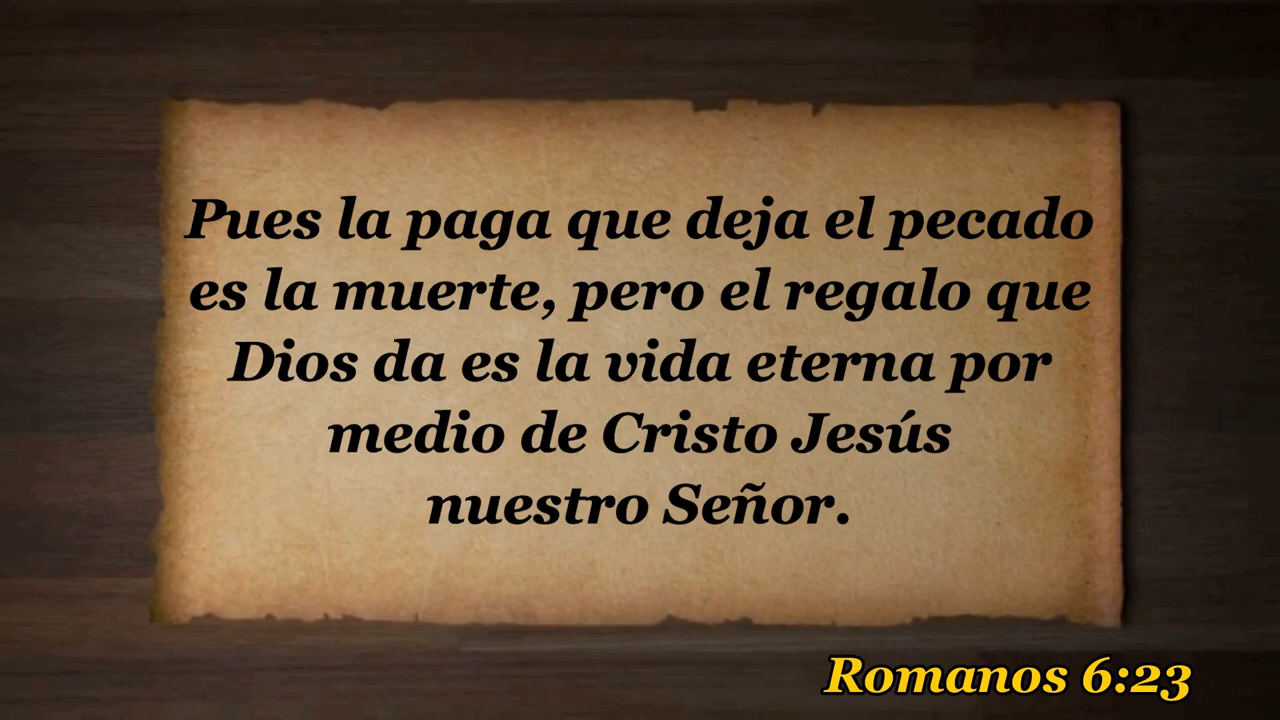 Pues la paga que deja el pecado
es la muerte, pero el regalo que
Dios da es la vida eterna por
medio de Cristo Jesús
nuestro Señor.
Romanos 6:23